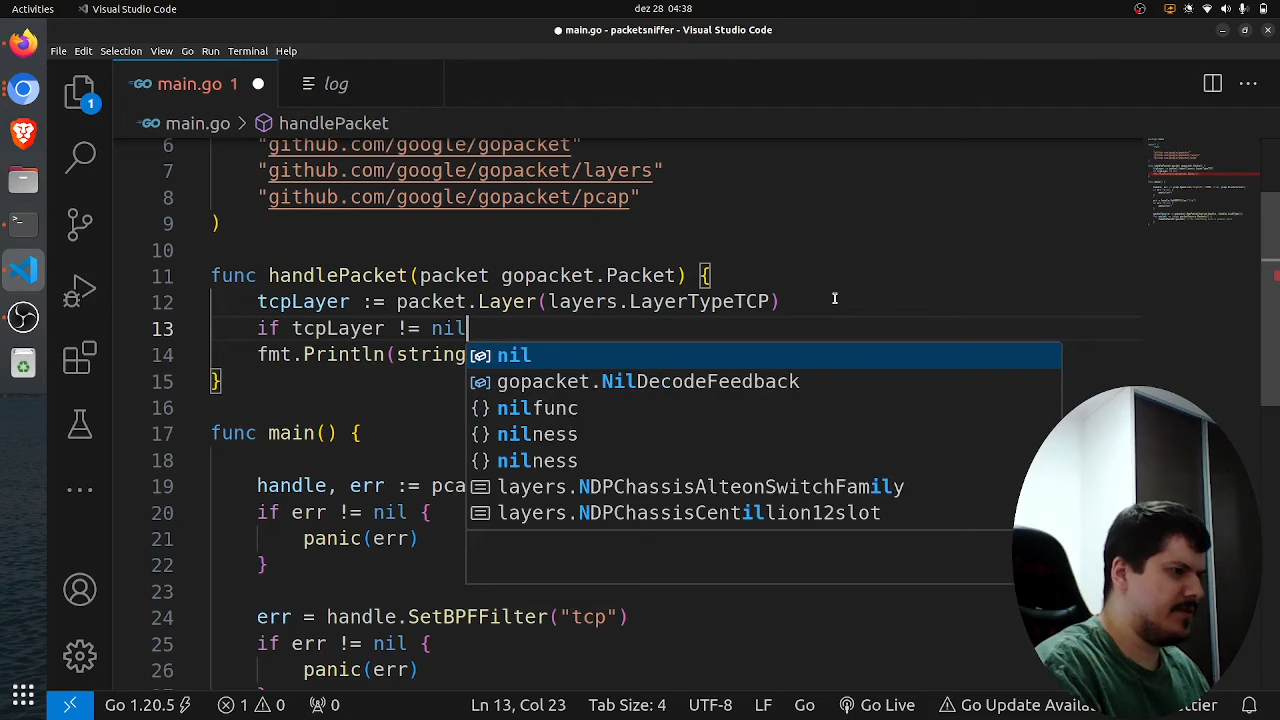 Activities
Visual Studio Code
dez 28 04:38
● main.go - packetsniffer - Visual Studio Code
File Edit Selection View Go Run Terminal Help
GO main.go 1
log
1
GO main.go > handlePacket
6 "github.com/google/gopacket"
7 "github.com/google/gopacket/layers"
8 "github.com/google/gopacket/pcap"
9 )
10
11 func handlePacket(packet gopacket.Packet) {
12 tcpLayer := packet.Layer(layers.LayerTypeTCP)
13 if tcpLayer != nil
14 fmt.Println(string
15 }
nil
gopacket.NilDecodeFeedback
{} nilfunc
{} nilness
{} nilness
layers.NDPChassisAlteonSwitchFamily
layers.NDPChassisCentillion12slot
16
17 func main() {
18
19 handle, err := pca
20 if err != nil {
21 panic(err)
22 }
23
24 err = handle.SetBPFFilter("tcp")
25 if err != nil {
26 panic(err)
Go 1.20.5 1 0 0 Ln 13, Col 23 Tab Size: 4 UTF-8 LF Go Go Live Go Update Availa ettier